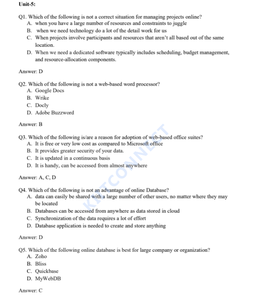 Unit-5:
Q1. Which of the following is not a correct situation for managing projects online?
A. when you have a large number of resources and constraints to juggle
B. when we need technology do a lot of the detail work for us
C. When projects involve participants and resources that aren't all based out of the same
location.
D. When we need a dedicated software typically includes scheduling, budget management,
and resource-allocation components.
Answer: D
Q2. Which of the following is not a web-based word processor?
A. Google Docs
B. Wrike
C. Docly
D. Adobe Buzzword
Answer: B
Q3. Which of the following is/are a reason for adoption of web-based office suites?
A. It is free or very low cost as compared to Microsoft office
B. It provides greater security of your data.
C. It is updated in a continuous basis
D. It is handy, can be accessed from almost anywhere
Answer: A, C, D
Q4. Which of the following is not an advantage of online Database?
A. data can easily be shared with a large number of other users, no matter where they may
be located
B. Databases can be accessed from anywhere as data stored in cloud
C. Synchronization of the data requires a lot of effort
D. Database application is needed to create and store anything
Answer: D
Q5. Which of the following online database is best for large company or organization?
A. Zoho
B. Blixo
C. Quickbase
D. MyWebDB
Answer: C